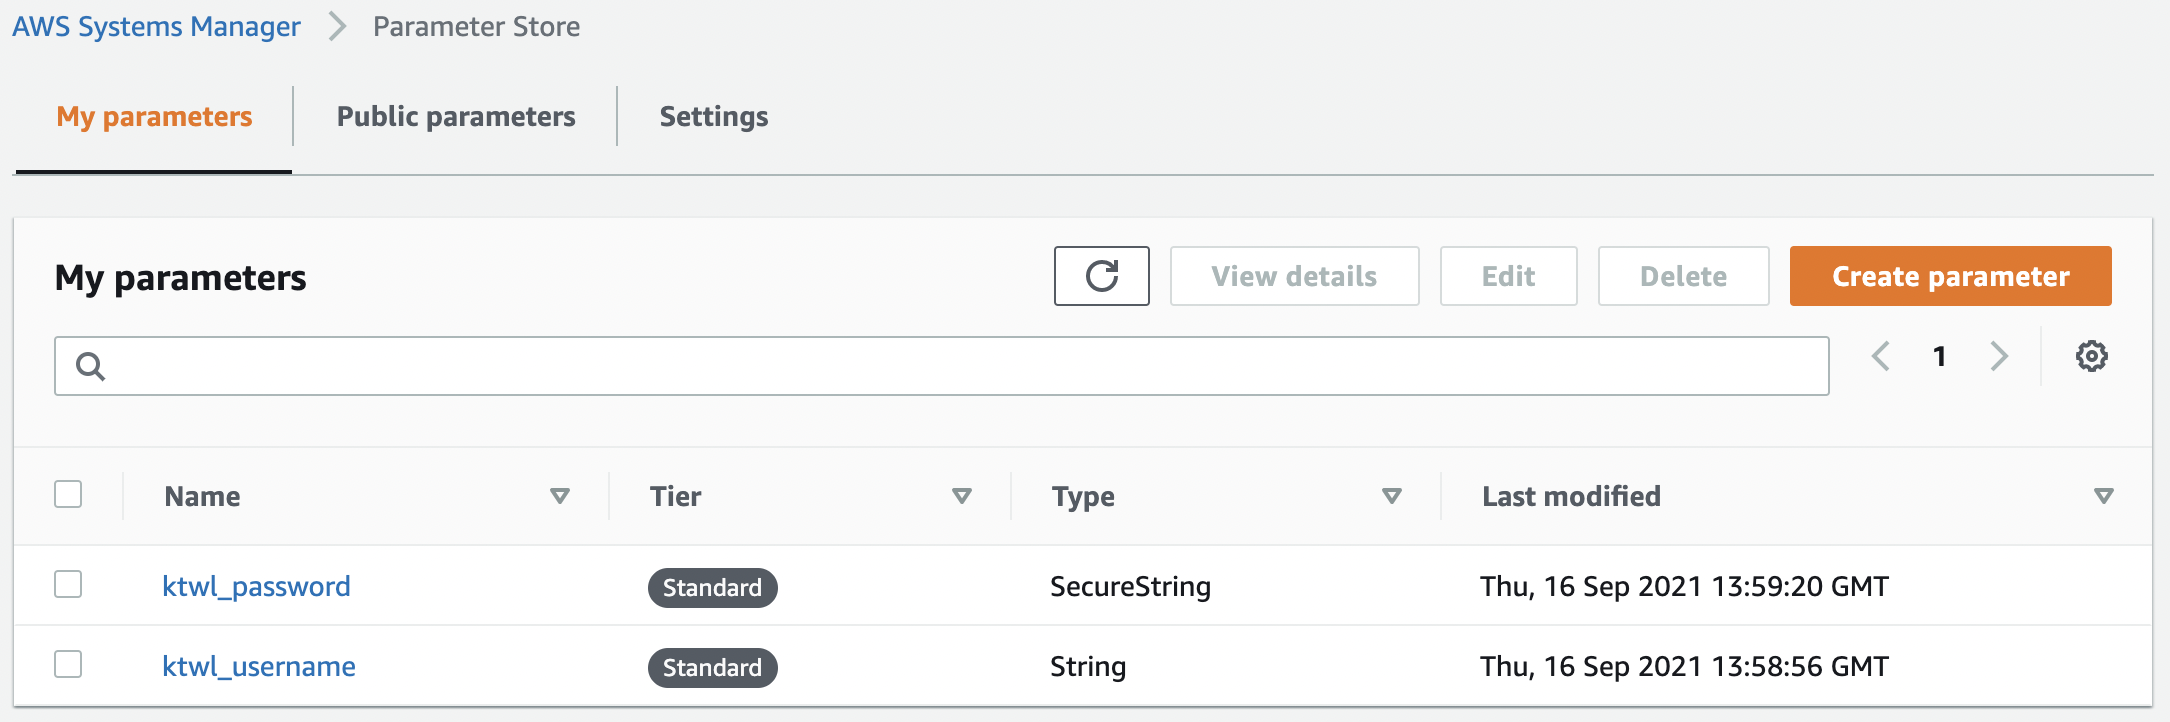 AWS Systems Manager > Parameter Store
My parameters Public parameters Settings
My parameters View details Edit Delete Create parameter
1
Name Tier Type Last modified
ktwl_password Standard SecureString Thu, 16 Sep 2021 13:59:20 GMT
ktwl_username Standard String Thu, 16 Sep 2021 13:58:56 GMT